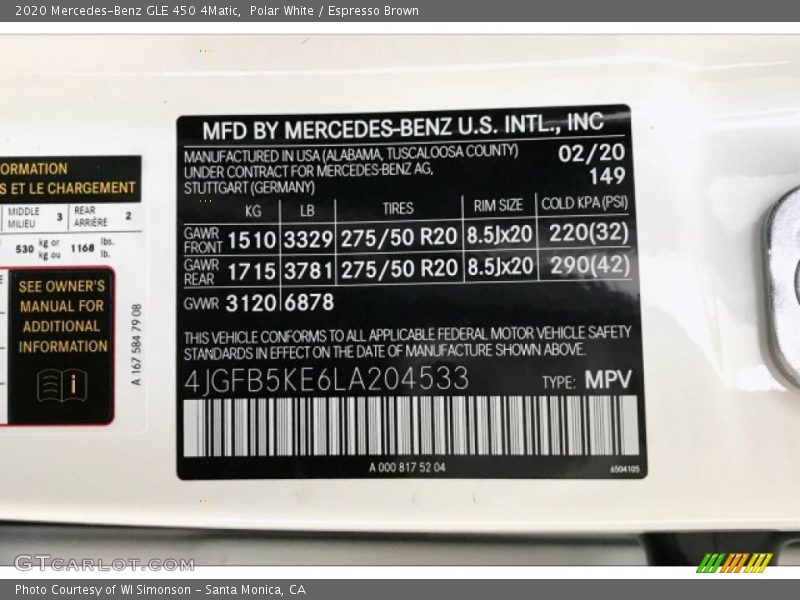 2020 Mercedes-Benz GLE 450 4Matic, Polar White / Espresso Brown
ORMATION
S ET LE CHARGEMENT
MIDDLE MILIEU 3 REAR ARRIÈRE 2
530 kg or kg ou 1168 lbs. lb.
SEE OWNER'S
MANUAL FOR
ADDITIONAL
INFORMATION
A 167 584 79 08
MFD BY MERCEDES-BENZ U.S. INTL., INC
MANUFACTURED IN USA (ALABAMA, TUSCALOOSA COUNTY) 02/20
UNDER CONTRACT FOR MERCEDES-BENZ AG, 149
STUTTGART (GERMANY)
KG LB TIRES RIM SIZE COLD KPA (PSI)
GAWR FRONT 1510 3329 275/50 R20 8.5Jx20 220(32)
GAWR REAR 1715 3781 275/50 R20 8.5Jx20 290(42)
GVWR 3120 6878
THIS VEHICLE CONFORMS TO ALL APPLICABLE FEDERAL MOTOR VEHICLE SAFETY
STANDARDS IN EFFECT ON THE DATE OF MANUFACTURE SHOWN ABOVE.
4JGFB5KE6LA204533 TYPE: MPV
A 000 817 52 04 6504105
GTCARLOT.COM
Photo Courtesy of WI Simonson - Santa Monica, CA